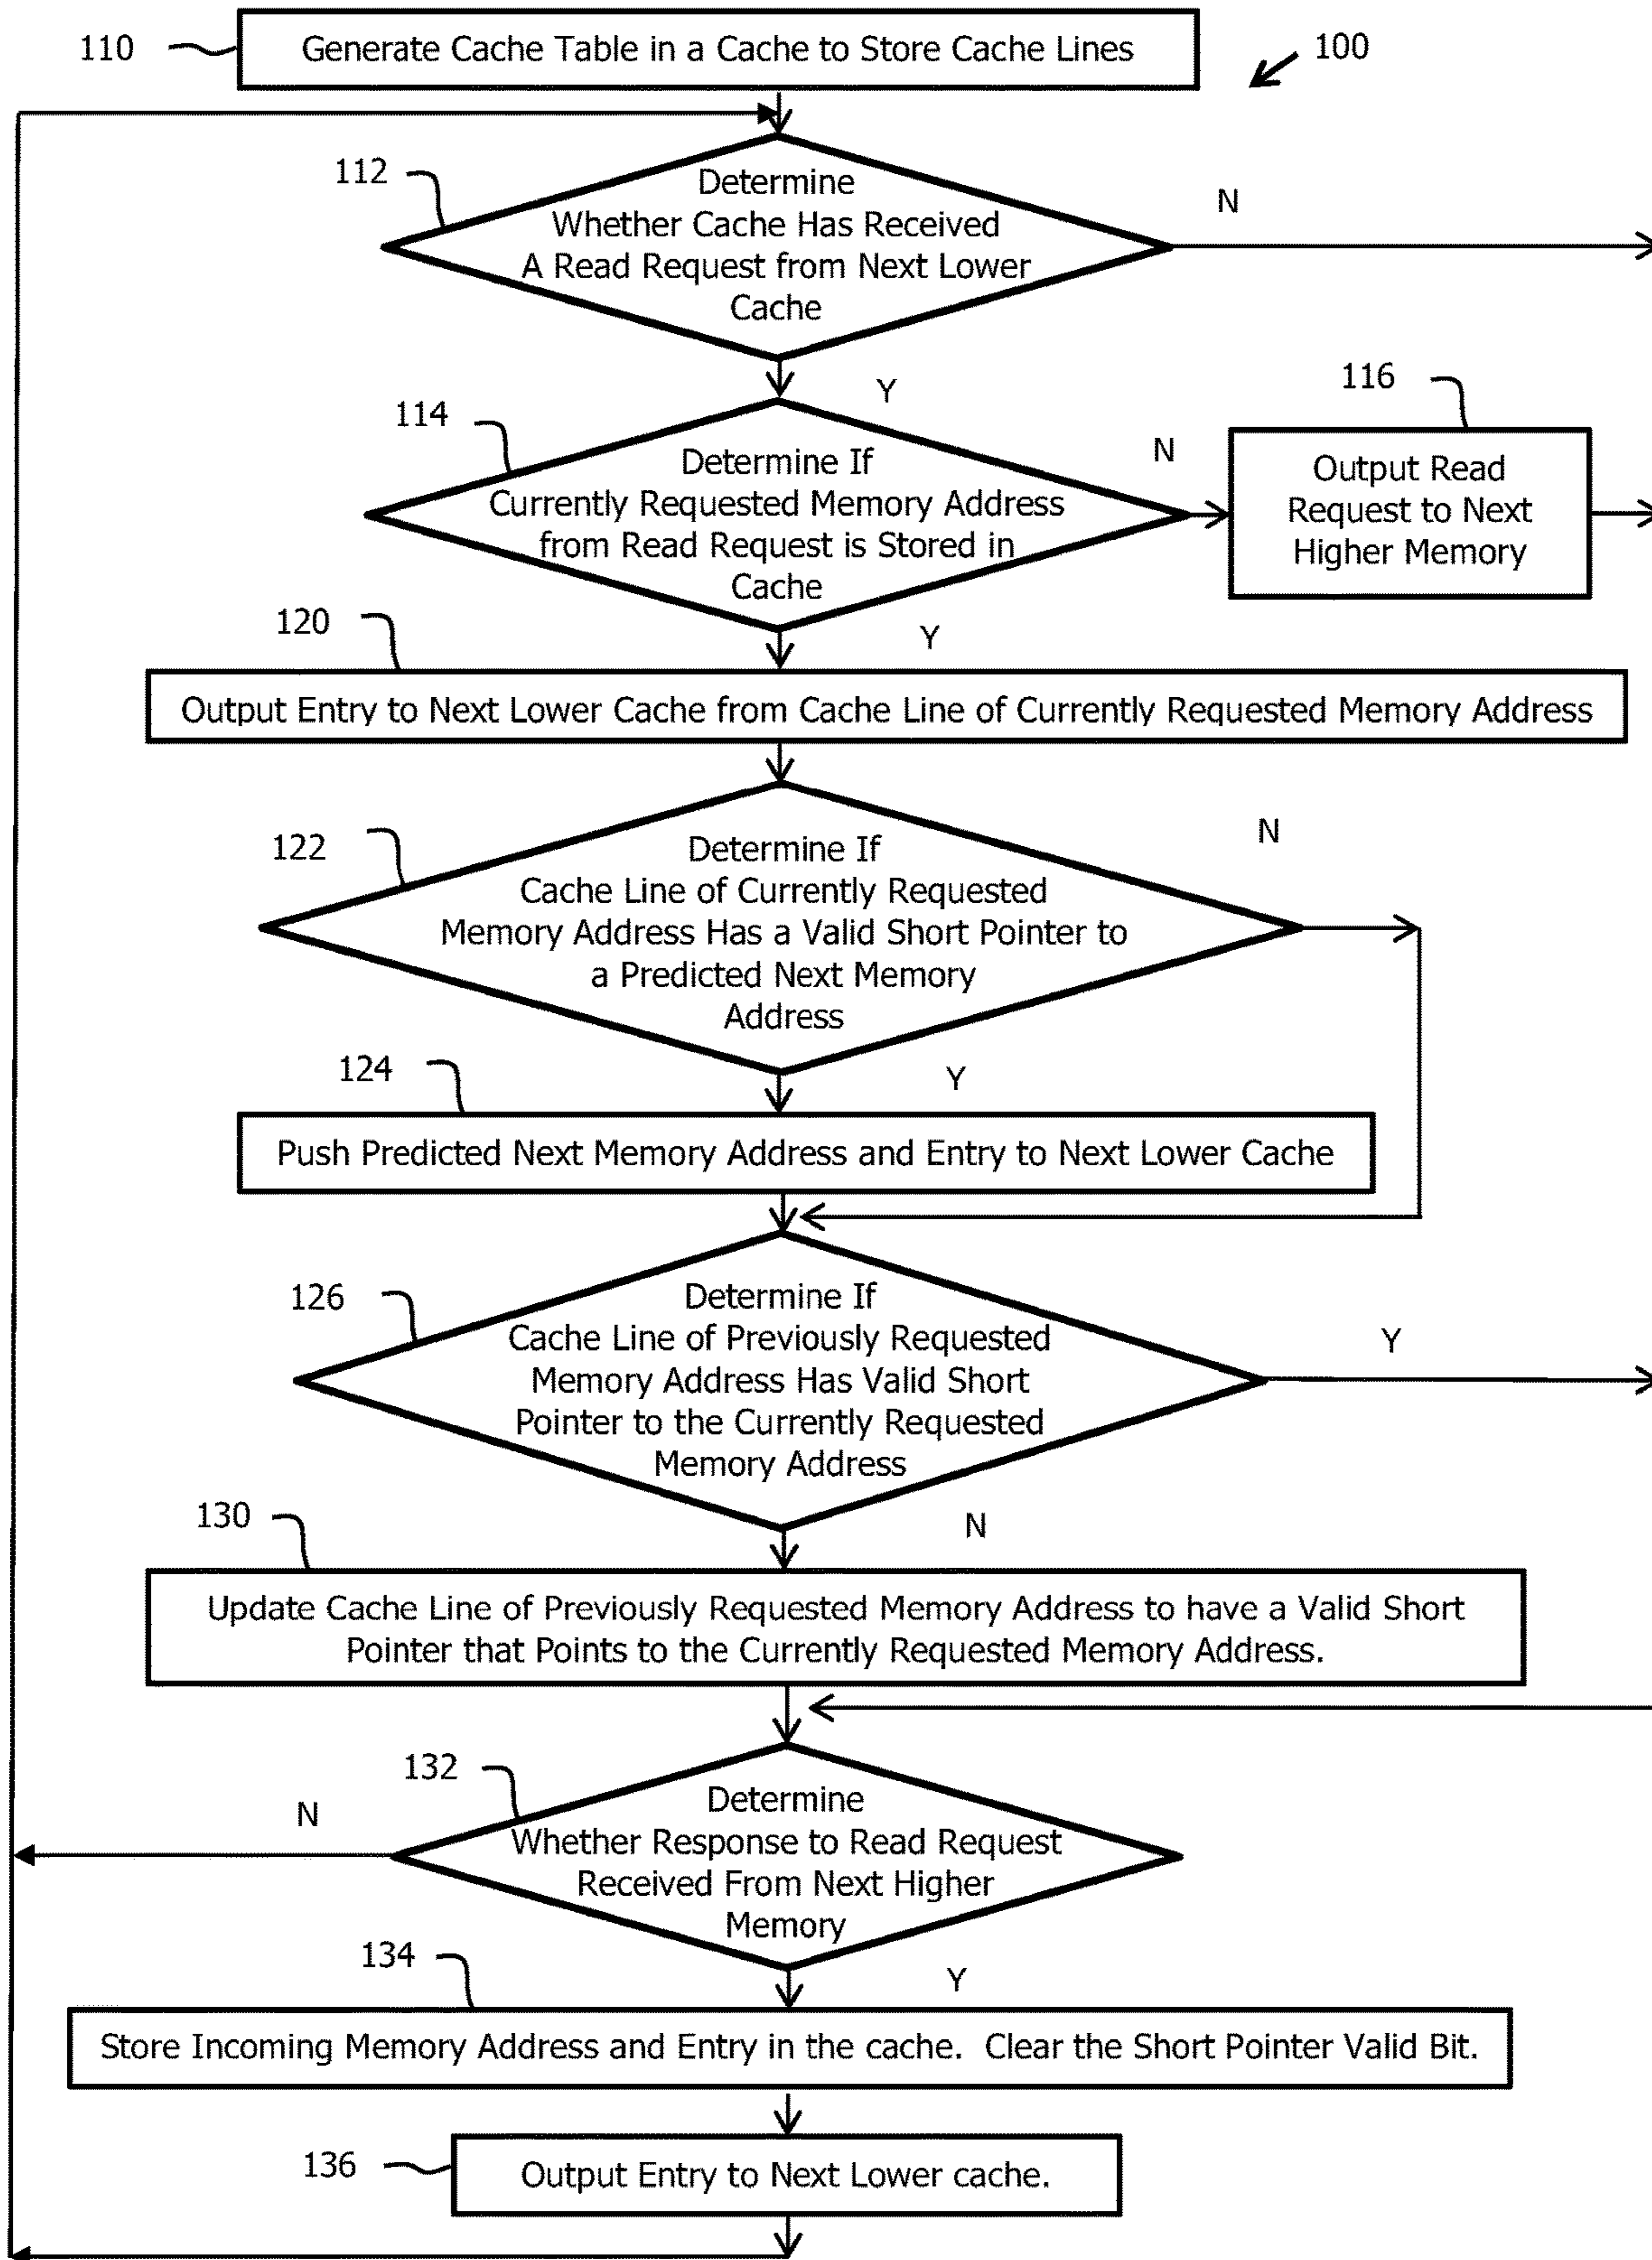 110
Generate Cache Table in a Cache to Store Cache Lines
100
112
Determine
Whether Cache Has Received
A Read Request from Next Lower
Cache
N
Y
114
Determine If
Currently Requested Memory Address
from Read Request is Stored in
Cache
N
116
Output Read
Request to Next
Higher Memory
Y
120
Output Entry to Next Lower Cache from Cache Line of Currently Requested Memory Address
122
Determine If
Cache Line of Currently Requested
Memory Address Has a Valid Short Pointer to
a Predicted Next Memory
Address
N
Y
124
Push Predicted Next Memory Address and Entry to Next Lower Cache
126
Determine If
Cache Line of Previously Requested
Memory Address Has Valid Short
Pointer to the Currently Requested
Memory Address
Y
N
130
Update Cache Line of Previously Requested Memory Address to have a Valid Short
Pointer that Points to the Currently Requested Memory Address.
132
Determine
Whether Response to Read Request
Received From Next Higher
Memory
N
Y
134
Store Incoming Memory Address and Entry in the cache. Clear the Short Pointer Valid Bit.
136
Output Entry to Next Lower cache.